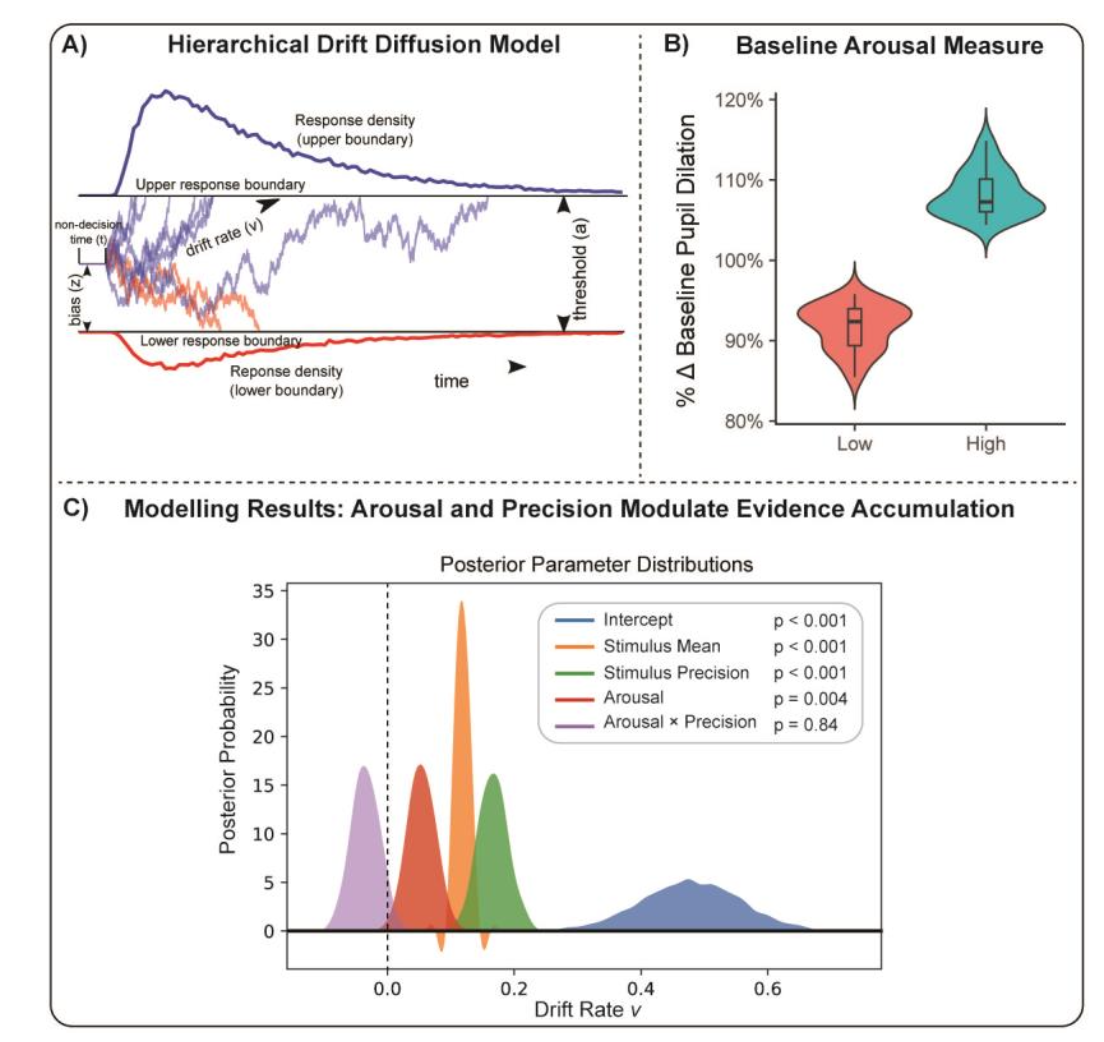 A) Hierarchical Drift Diffusion Model
Response density
(upper boundary)
Upper response boundary
non-decision
time (t)
drift rate (v)
bias (z)
threshold (a)
Lower response boundary
Reponse density
(lower boundary)
time
B) Baseline Arousal Measure
% Δ Baseline Pupil Dilation
120%
110%
100%
90%
80%
Low High
C) Modelling Results: Arousal and Precision Modulate Evidence Accumulation
Posterior Parameter Distributions
Posterior Probability
35
30
25
20
15
10
5
0
Intercept p < 0.001
Stimulus Mean p < 0.001
Stimulus Precision p < 0.001
Arousal p = 0.004
Arousal × Precision p = 0.84
0.0 0.2 0.4 0.6
Drift Rate v